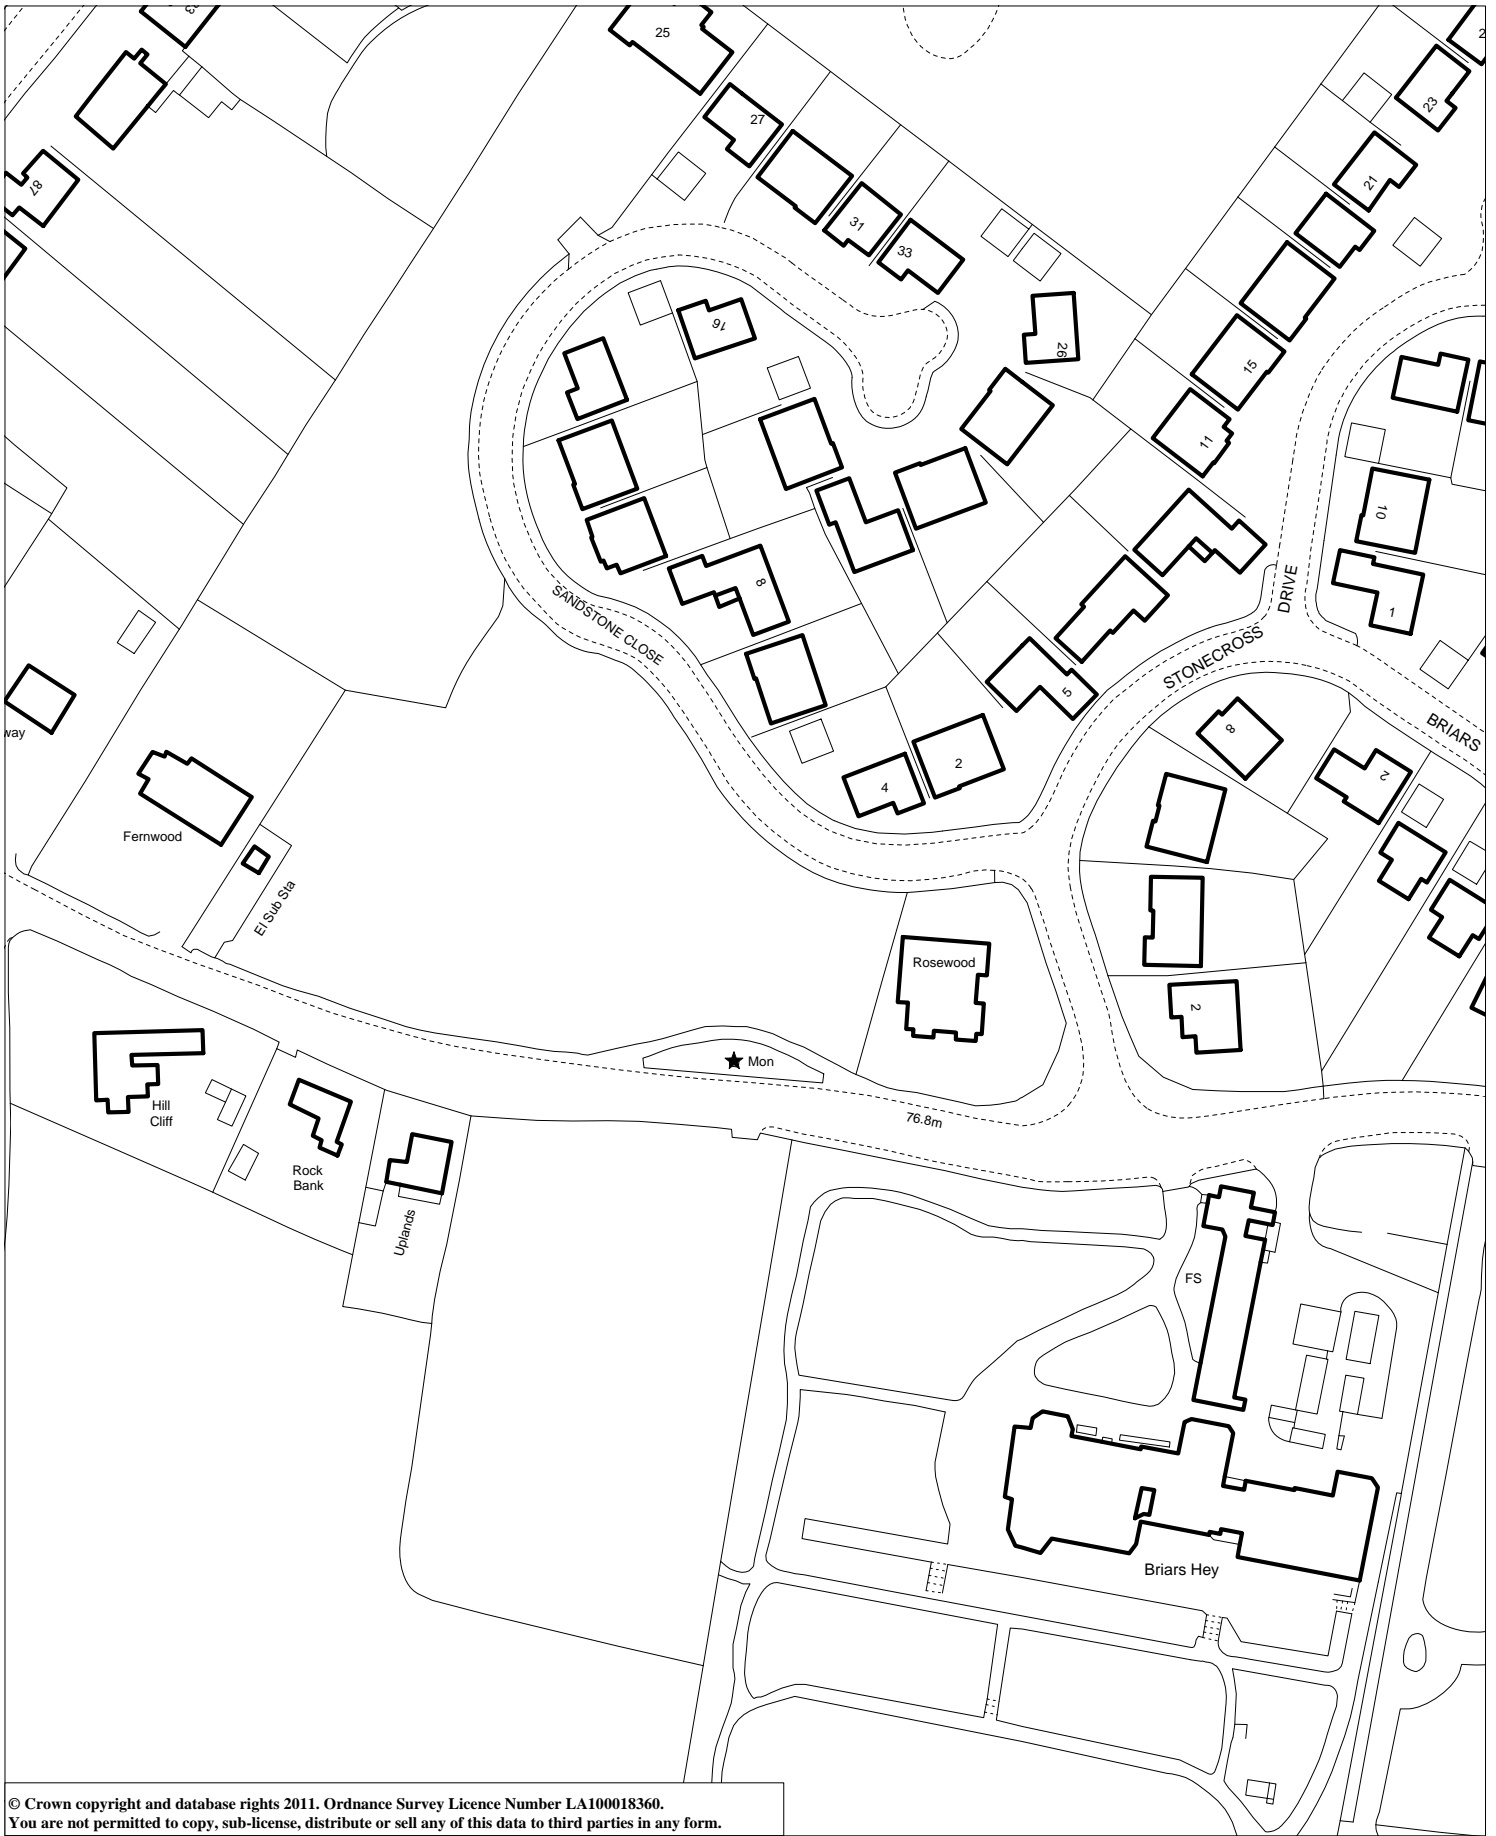 25
23
27
87
21
31
33
16
26
15
11
10
8
1
SANDSTONE CLOSE
DRIVE
STONECROSS
5
8
BRIARS
way
2
4
2
Fernwood
El Sub Sta
Rosewood
2
Mon
Hill
Cliff
76.8m
Rock
Bank
Uplands
FS
Briars Hey
© Crown copyright and database rights 2011. Ordnance Survey Licence Number LA100018360.
You are not permitted to copy, sub-license, distribute or sell any of this data to third parties in any form.